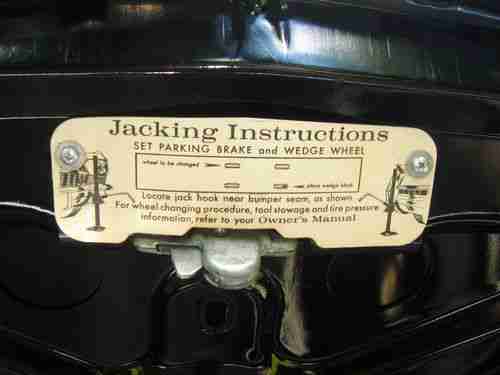 Jacking Instructions
SET PARKING BRAKE and WEDGE WHEEL
wheel to be changed
place wedge block
Locate jack hook near bumper seam, as shown
For wheel changing procedure, tool stowage and tire pressure
information, refer to your Owner's Manual